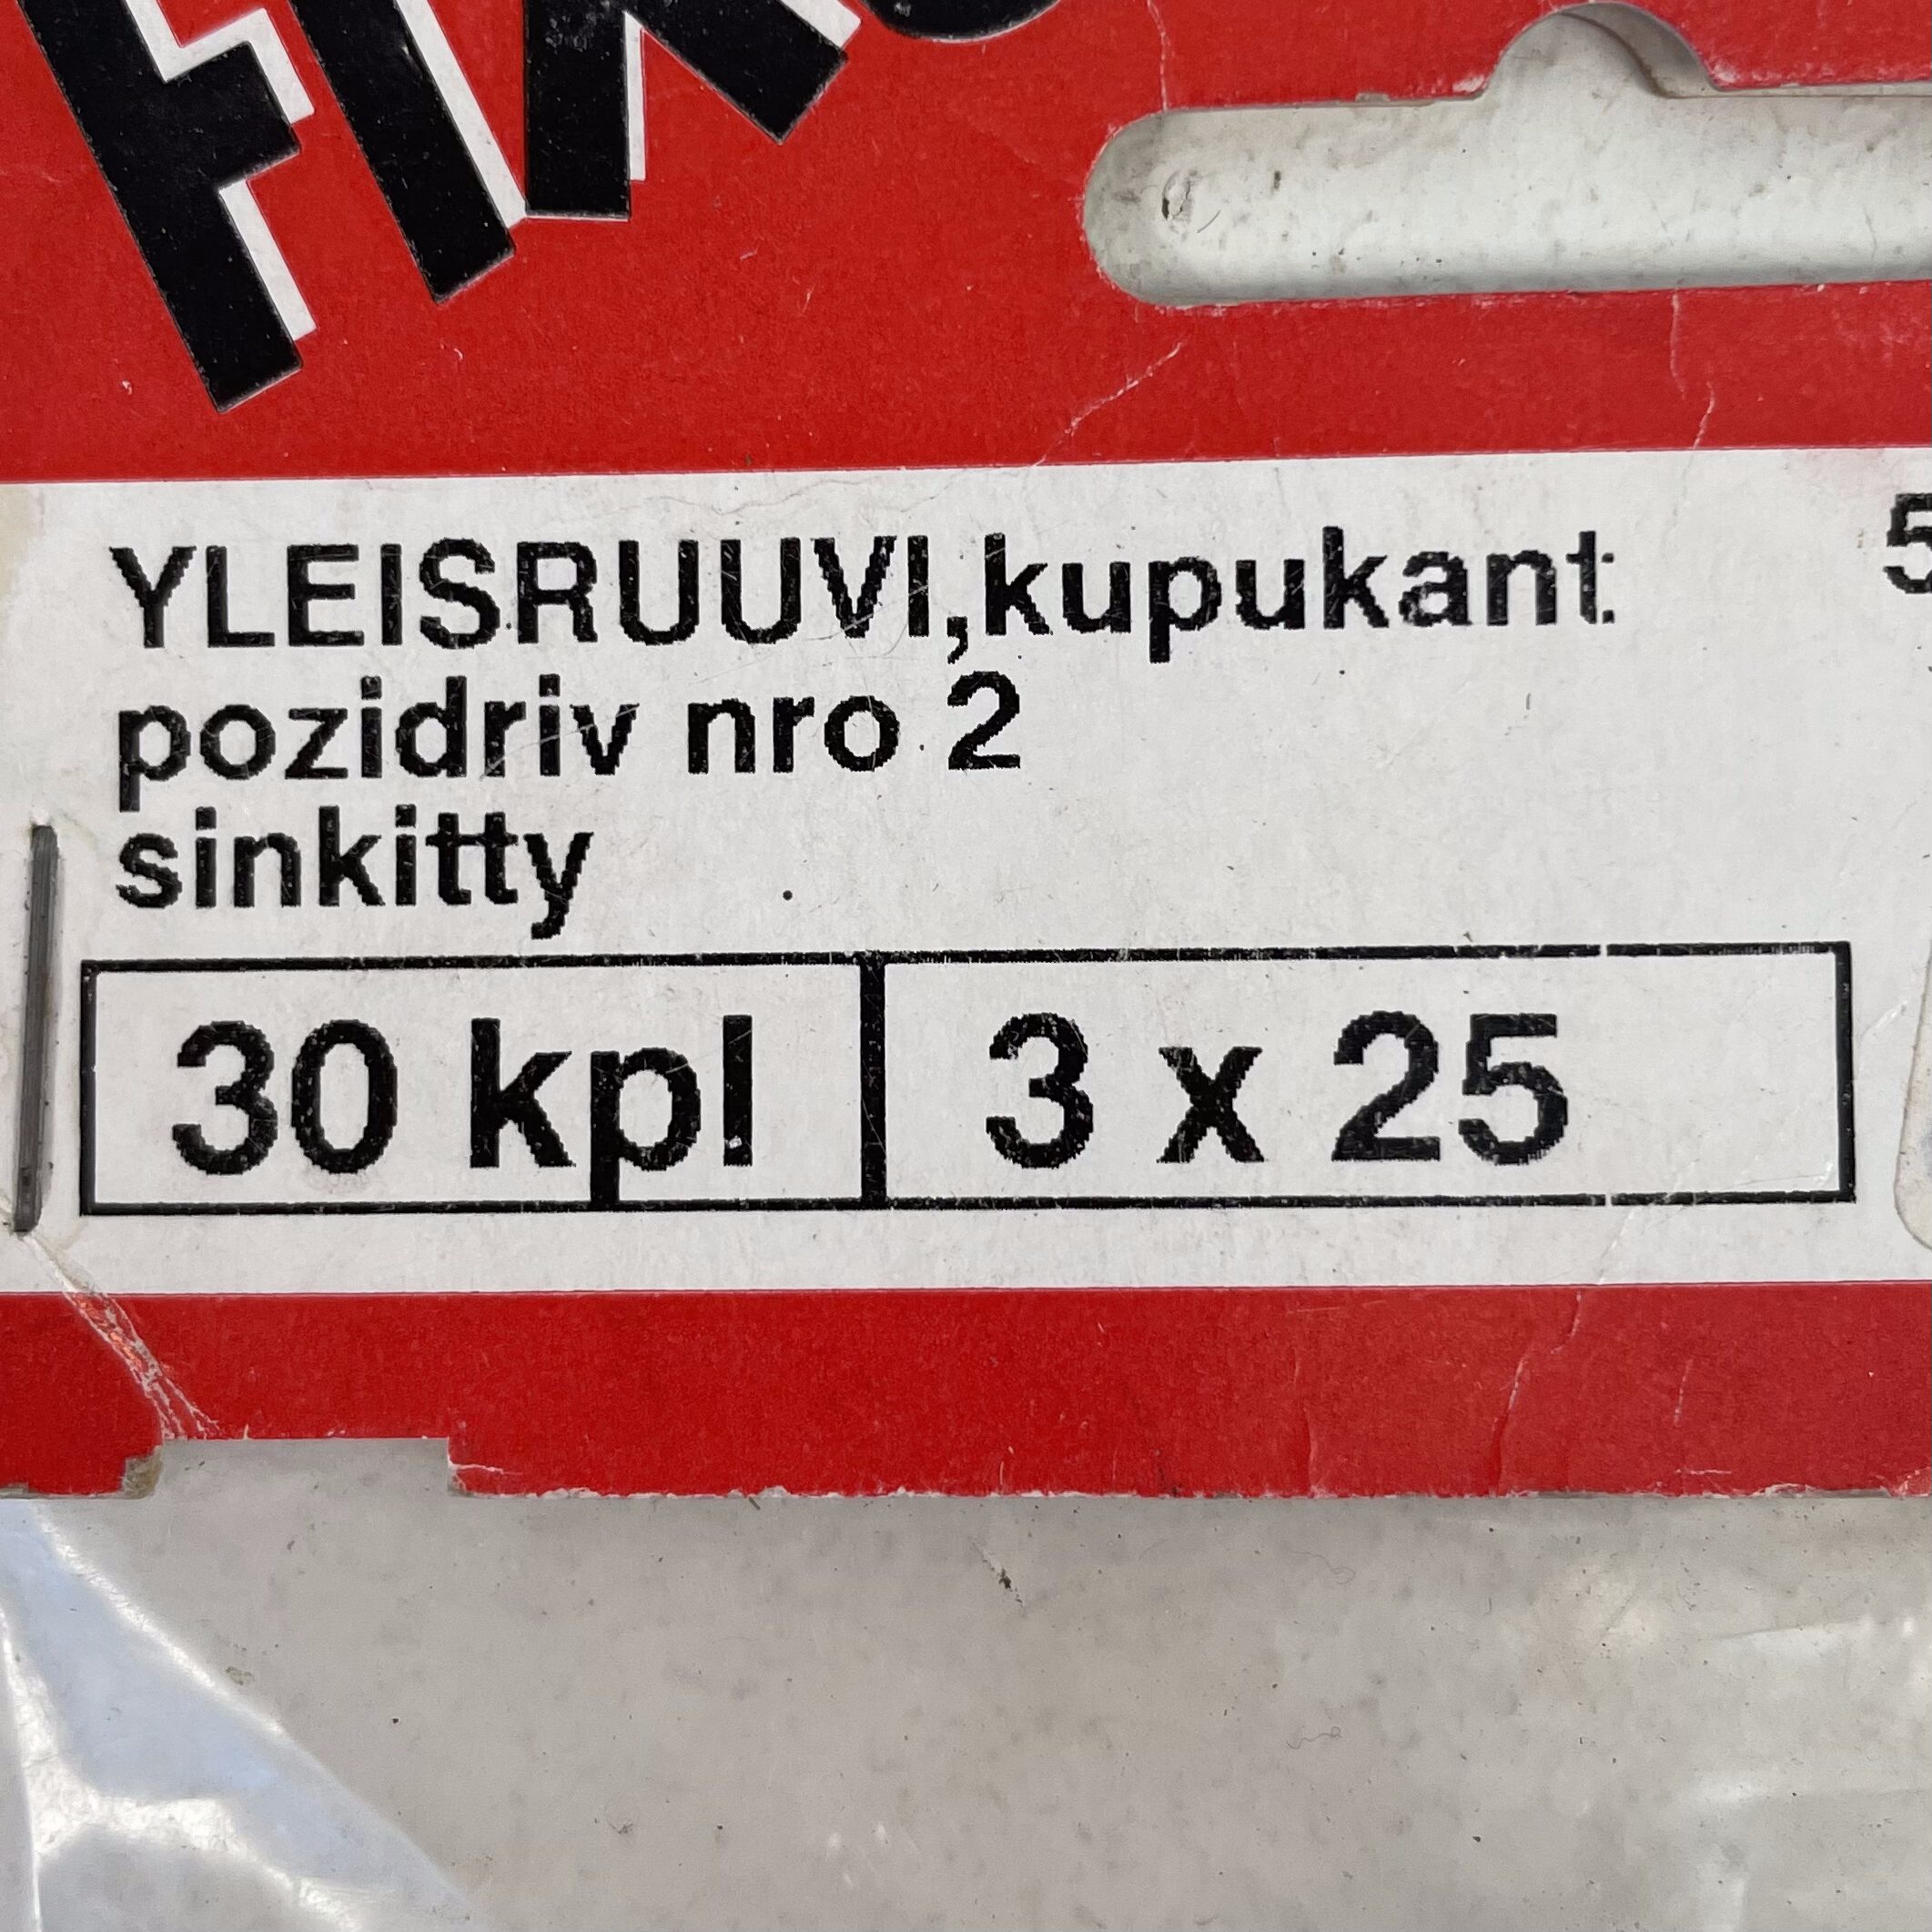 YLEISRUUVI,kupukant.
pozidriv nro 2
sinkitty
30 kpl
3 x 25